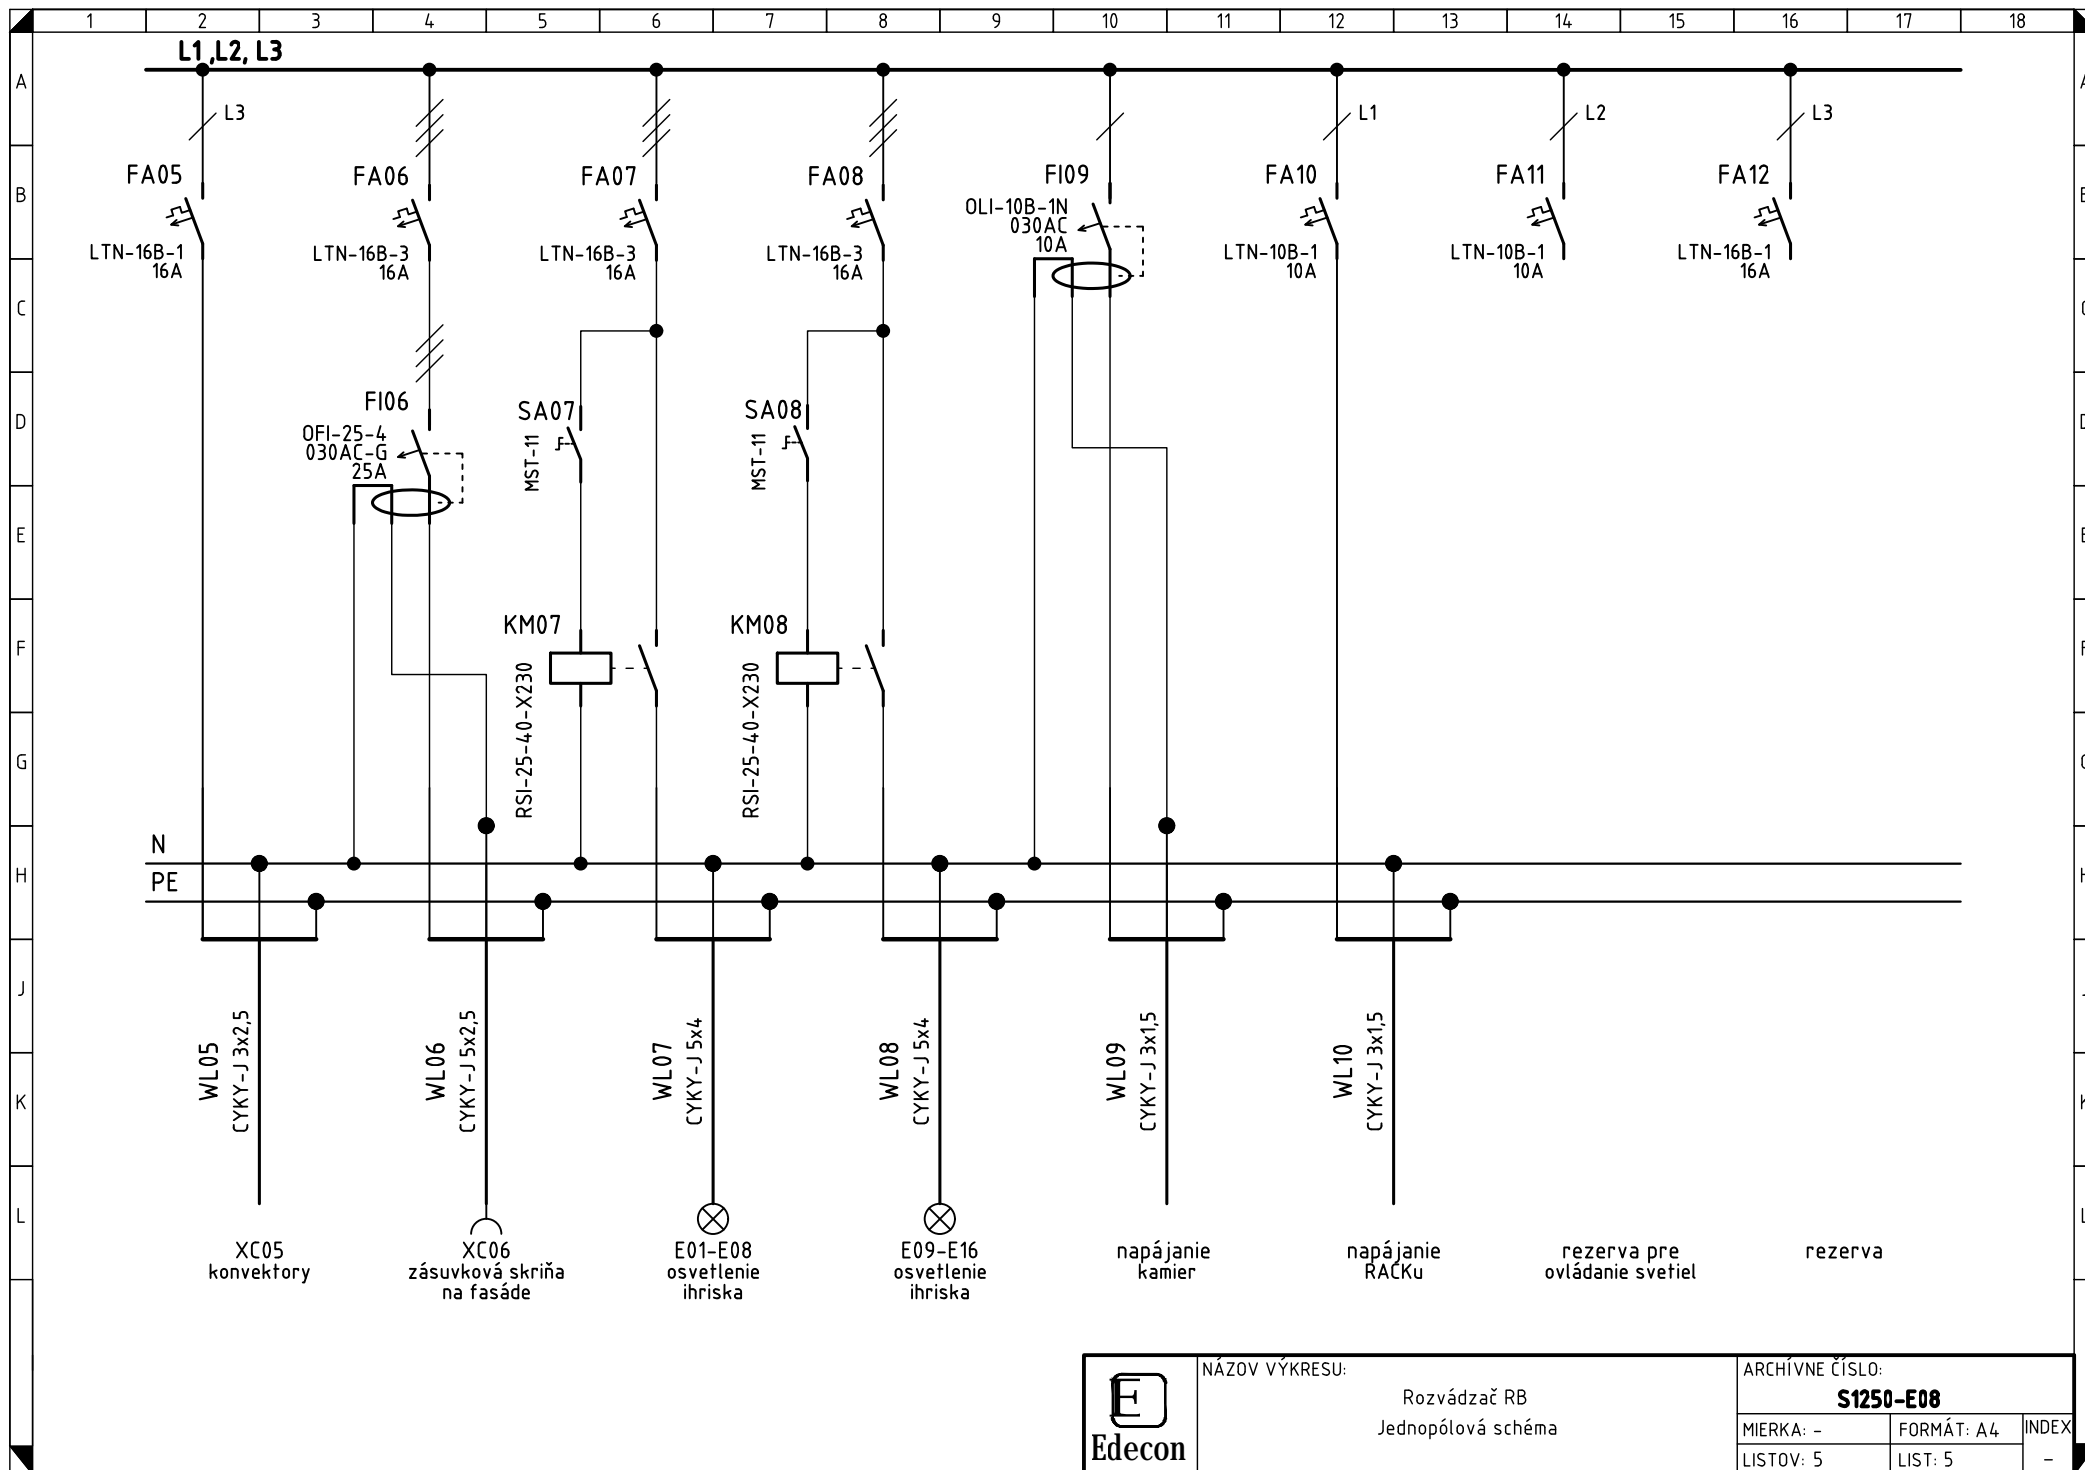 1 2 3 4 5 6 7 8 9 10 11 12 13 14 15 16 17 18
L1 ,L2, L3
A
L3
L1
L2
L3
B
FA05
FA06
FA07
FA08
FI09
FA10
FA11
FA12
OLI-10B-1N
030AC
10A
LTN-16B-1
16A
LTN-16B-3
16A
LTN-16B-3
16A
LTN-16B-3
16A
LTN-10B-1
10A
LTN-10B-1
10A
LTN-16B-1
16A
C
D
FI06
OFI-25-4
030AC-G
25A
SA07
MST-11
SA08
MST-11
E
F
KM07
RSI-25-40-X230
KM08
RSI-25-40-X230
G
H
N
PE
J
WL05
CYKY-J 3x2,5
WL06
CYKY-J 5x2,5
WL07
CYKY-J 5x4
WL08
CYKY-J 5x4
WL09
CYKY-J 3x1,5
WL10
CYKY-J 3x1,5
K
L
XC05
konvektory
XC06
zásuvková skriňa
na fasáde
E01-E08
osvetlenie
ihriska
E09-E16
osvetlenie
ihriska
napájanie
kamier
napájanie
RACKu
rezerva pre
ovládanie svetiel
rezerva
E
Edecon
NÁZOV VÝKRESU:
Rozvádzač RB
Jednopólová schéma
ARCHÍVNE ČÍSLO:
S1250-E08
MIERKA: -
FORMÁT: A4
INDEX
LISTOV: 5
LIST: 5
-